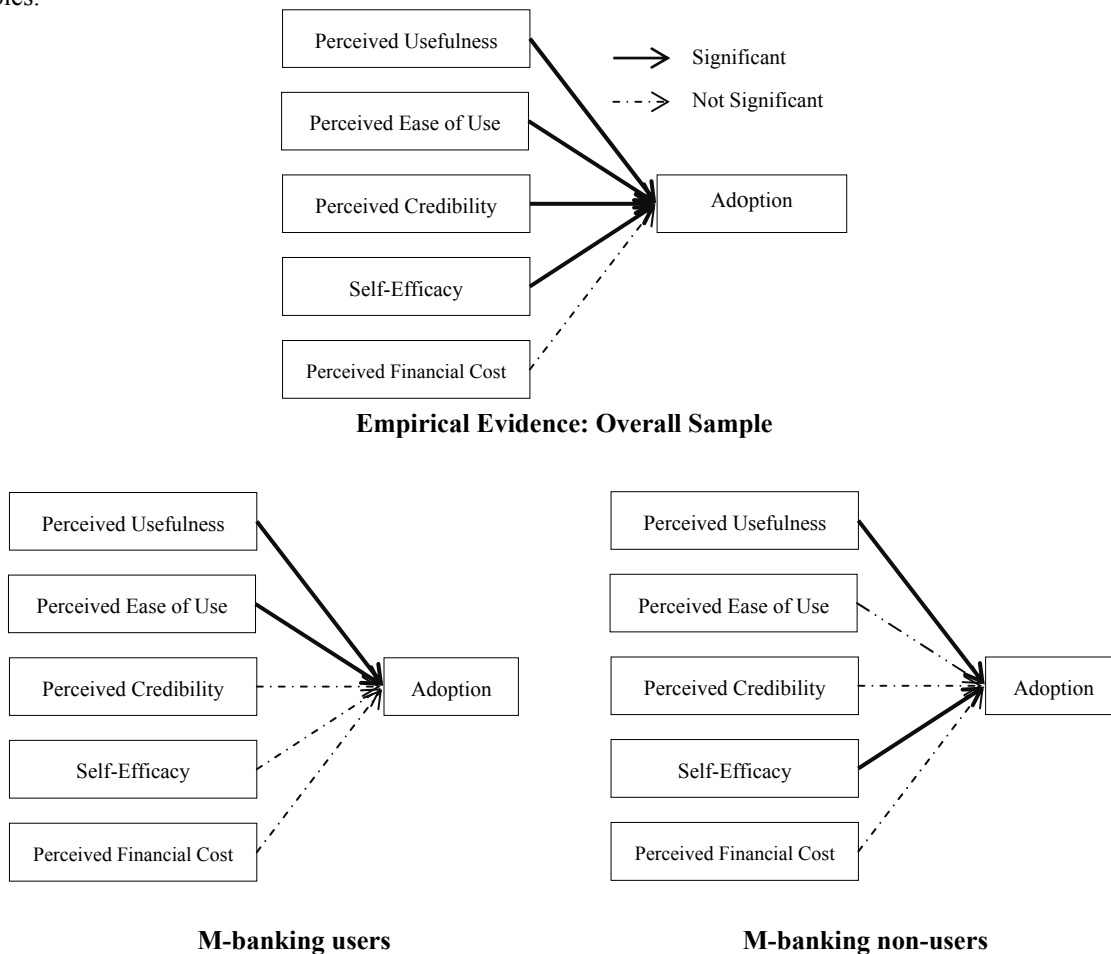 Perceived Usefulness
Significant
Not Significant
Perceived Ease of Use
Perceived Credibility
Adoption
Self-Efficacy
Perceived Financial Cost
Empirical Evidence: Overall Sample
Perceived Usefulness
Perceived Ease of Use
Perceived Credibility
Adoption
Self-Efficacy
Perceived Financial Cost
M-banking users
Perceived Usefulness
Perceived Ease of Use
Perceived Credibility
Adoption
Self-Efficacy
Perceived Financial Cost
M-banking non-users